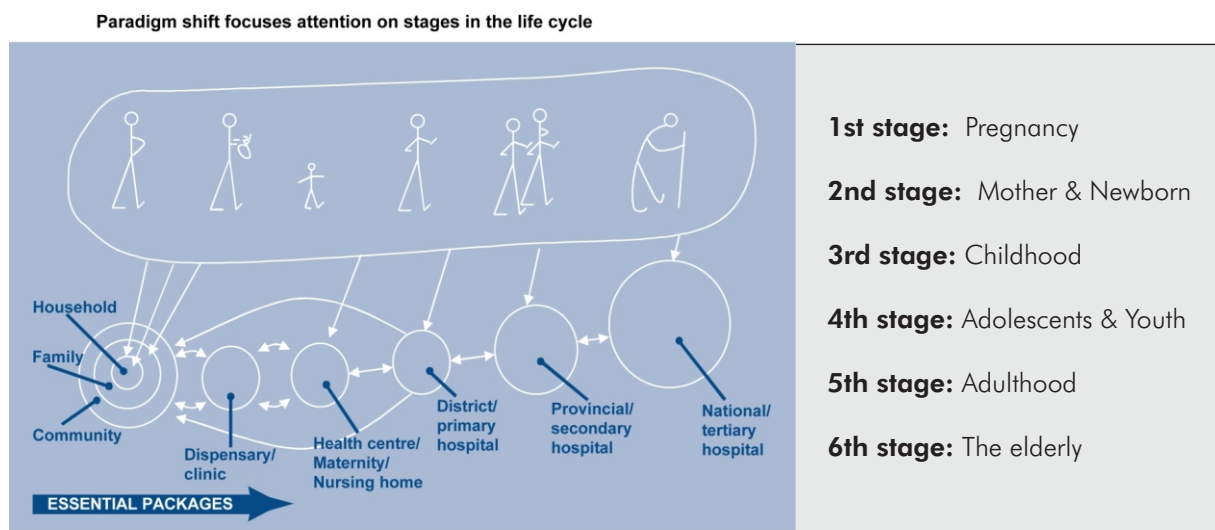 Paradigm shift focuses attention on stages in the life cycle
Household
Family
Community
Dispensary/
clinic
Health centre/
Maternity/
Nursing home
District/
primary
hospital
Provincial/
secondary
hospital
National/
tertiary
hospital
ESSENTIAL PACKAGES
1st stage: Pregnancy
2nd stage: Mother & Newborn
3rd stage: Childhood
4th stage: Adolescents & Youth
5th stage: Adulthood
6th stage: The elderly